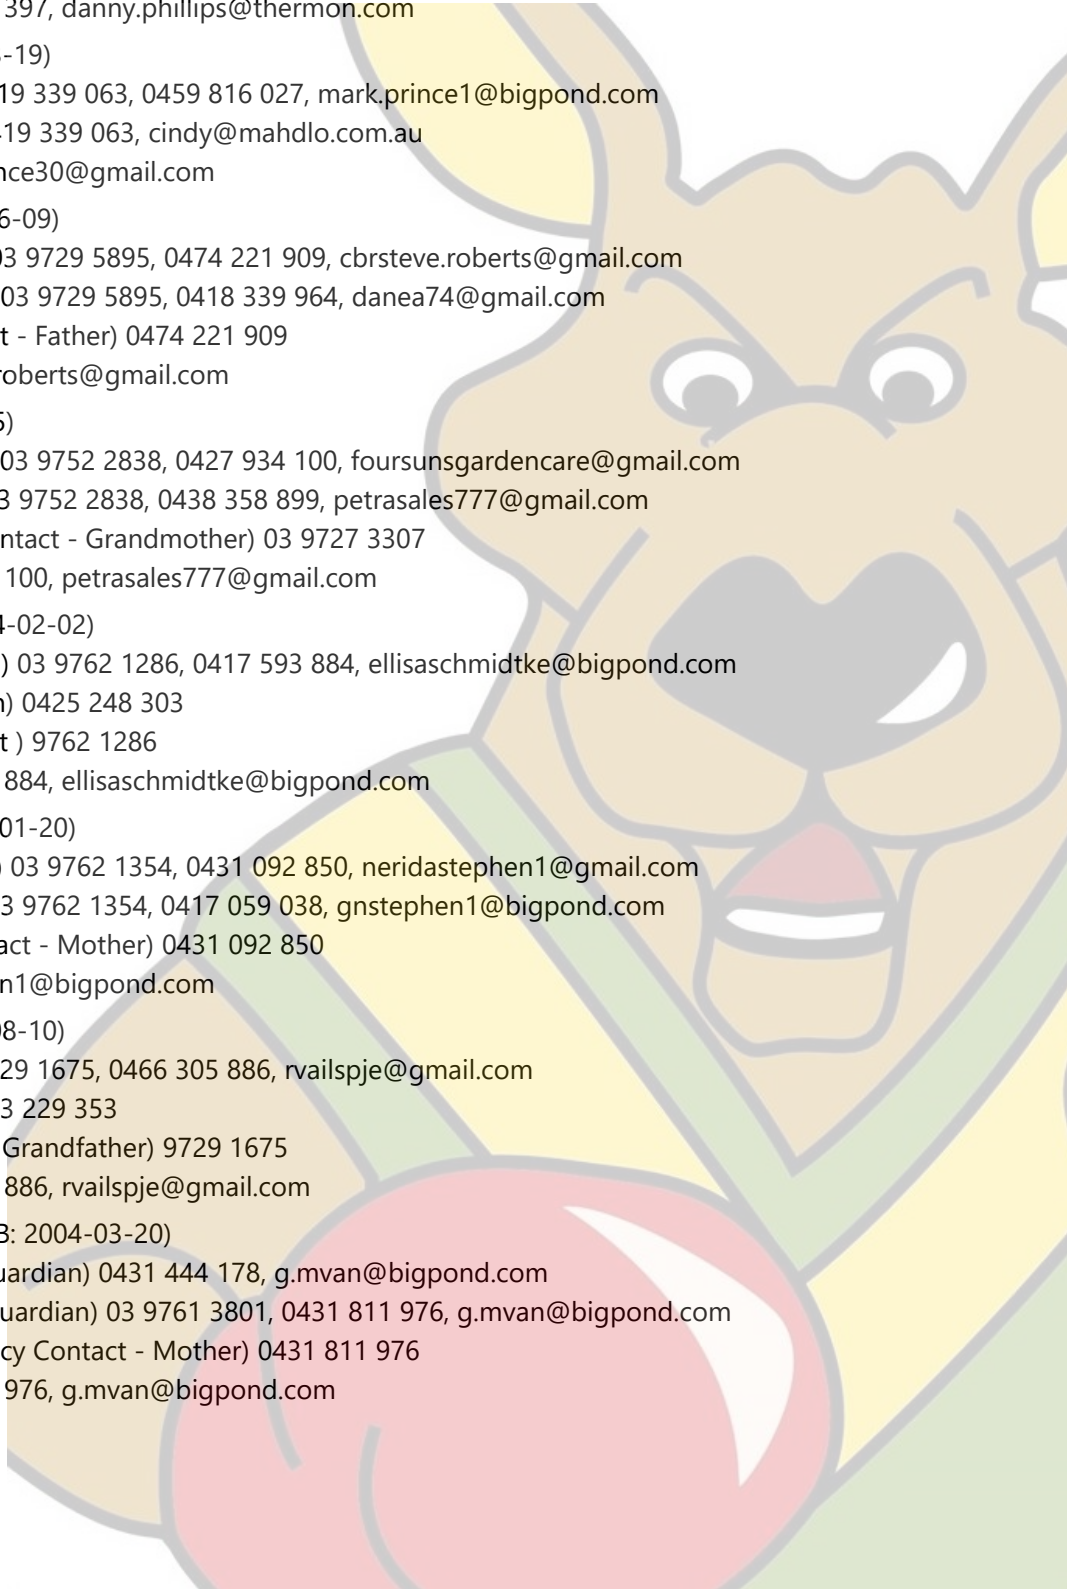 397, danny.phillips@thermon.com
-19)
19 339 063, 0459 816 027, mark.prince1@bigpond.com
19 339 063, cindy@mahdlo.com.au
nce30@gmail.com
6-09)
03 9729 5895, 0474 221 909, cbrsteve.roberts@gmail.com
03 9729 5895, 0418 339 964, danea74@gmail.com
t - Father) 0474 221 909
roberts@gmail.com
5)
03 9752 2838, 0427 934 100, foursunsgardencare@gmail.com
3 9752 2838, 0438 358 899, petrasales777@gmail.com
ntact - Grandmother) 03 9727 3307
100, petrasales777@gmail.com
4-02-02)
) 03 9762 1286, 0417 593 884, ellisaschmidtke@bigpond.com
n) 0425 248 303
t ) 9762 1286
884, ellisaschmidtke@bigpond.com
01-20)
) 03 9762 1354, 0431 092 850, neridastephen1@gmail.com
3 9762 1354, 0417 059 038, gnstephen1@bigpond.com
act - Mother) 0431 092 850
n1@bigpond.com
08-10)
29 1675, 0466 305 886, rvailspje@gmail.com
3 229 353
Grandfather) 9729 1675
886, rvailspje@gmail.com
B: 2004-03-20)
uardian) 0431 444 178, g.mvan@bigpond.com
uardian) 03 9761 3801, 0431 811 976, g.mvan@bigpond.com
cy Contact - Mother) 0431 811 976
976, g.mvan@bigpond.com